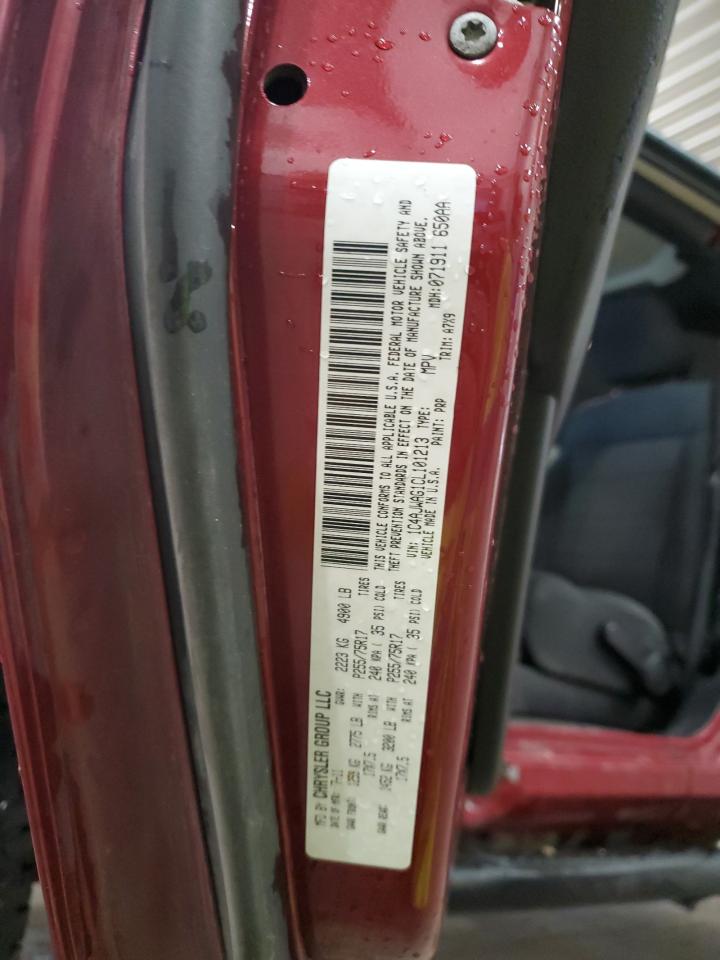 MFD BY CHRYSLER GROUP LLC
DATE OF MFR: 7-11 GVWR: 2223 KG 4900 LB
GAWR FRONT: 1259 KG 2775 LB WITH P255/75R17 TIRES
17X7.5 RIMS AT 240 KPA ( 35 PSI) COLD
GAWR REAR: 1452 KG 3200 LB WITH P255/75R17 TIRES
17X7.5 RIMS AT 240 KPA ( 35 PSI) COLD
THIS VEHICLE CONFORMS TO ALL APPLICABLE U.S.A. FEDERAL MOTOR VEHICLE SAFETY AND
THEFT PREVENTION STANDARDS IN EFFECT ON THE DATE OF MANUFACTURE SHOWN ABOVE.
VIN: 1C4AJWAG1CL101213 TYPE: MPV MDH:071911 650AA
VEHICLE MADE IN U.S.A. PAINT: PRP TRIM: A7X9